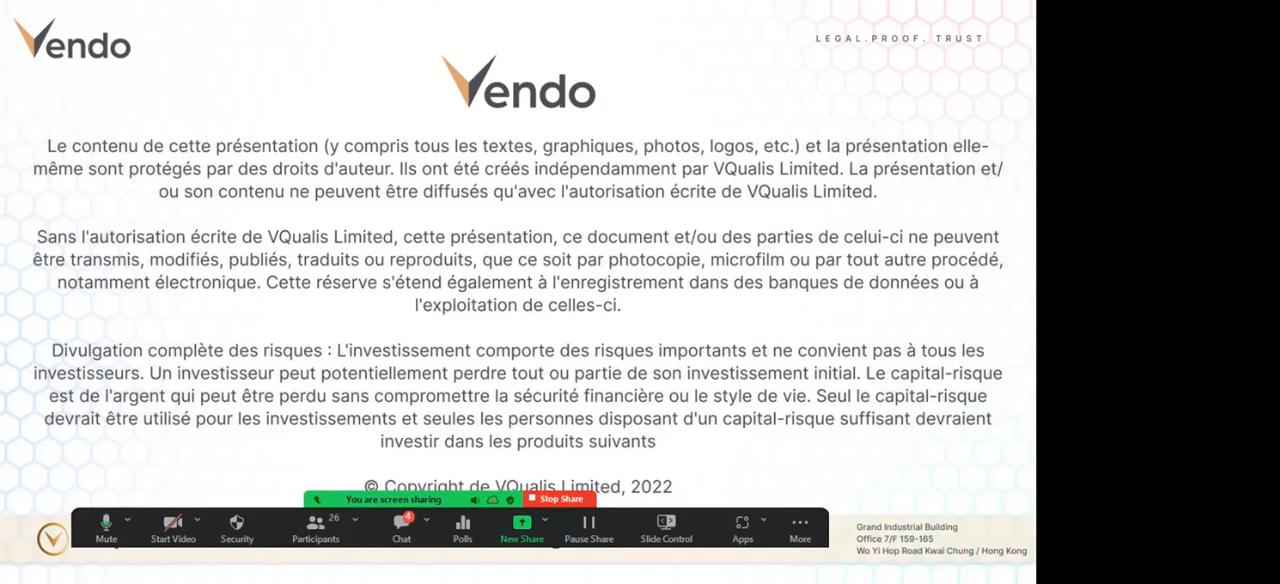 Vendo
LEGAL.PROOF. TRUST
Vendo
Le contenu de cette présentation (y compris tous les textes, graphiques, photos, logos, etc.) et la présentation elle-
même sont protégés par des droits d'auteur. Ils ont été créés indépendamment par VQualis Limited. La présentation et/
ou son contenu ne peuvent être diffusés qu'avec l'autorisation écrite de VQualis Limited.
Sans l'autorisation écrite de VQualis Limited, cette présentation, ce document et/ou des parties de celui-ci ne peuvent
être transmis, modifiés, publiés, traduits ou reproduits, que ce soit par photocopie, microfilm ou par tout autre procédé,
notamment électronique. Cette réserve s'étend également à l'enregistrement dans des banques de données ou à
l'exploitation de celles-ci.
Divulgation complète des risques : L'investissement comporte des risques importants et ne convient pas à tous les
investisseurs. Un investisseur peut potentiellement perdre tout ou partie de son investissement initial. Le capital-risque
est de l'argent qui peut être perdu sans compromettre la sécurité financière ou le style de vie. Seul le capital-risque
devrait être utilisé pour les investissements et seules les personnes disposant d'un capital-risque suffisant devraient
investir dans les produits suivants
© Copyright de VQualis Limited, 2022
You are screen sharing
Stop Share
26
4
Mute
Start Video
Security
Participants
Chat
Polls
New Share
Pause Share
Slide Control
Apps
More
Grand Industrial Building
Office 7/F 159-165
Wo Yi Hop Road Kwai Chung / Hong Kong